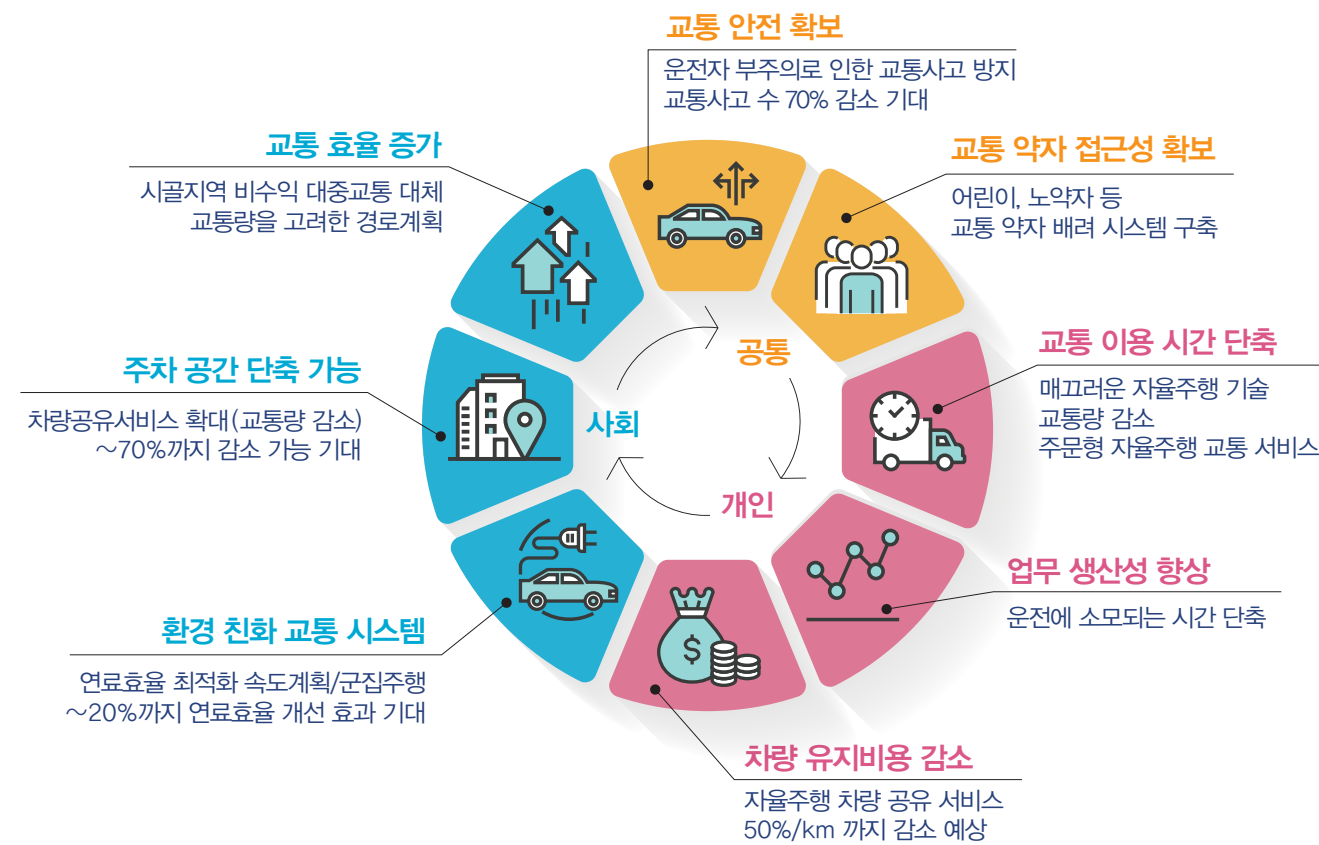 교통 안전 확보
운전자 부주의로 인한 교통사고 방지
교통사고 수 70% 감소 기대
교통 약자 접근성 확보
어린이, 노약자 등
교통 약자 배려 시스템 구축
교통 이용 시간 단축
매끄러운 자율주행 기술
교통량 감소
주문형 자율주행 교통 서비스
업무 생산성 향상
운전에 소모되는 시간 단축
차량 유지비용 감소
자율주행 차량 공유 서비스
50%/km 까지 감소 예상
환경 친화 교통 시스템
연료효율 최적화 속도계획/군집주행
~20%까지 연료효율 개선 효과 기대
주차 공간 단축 가능
차량공유서비스 확대(교통량 감소)
~70%까지 감소 가능 기대
교통 효율 증가
시골지역 비수익 대중교통 대체
교통량을 고려한 경로계획
공통
개인
사회
$